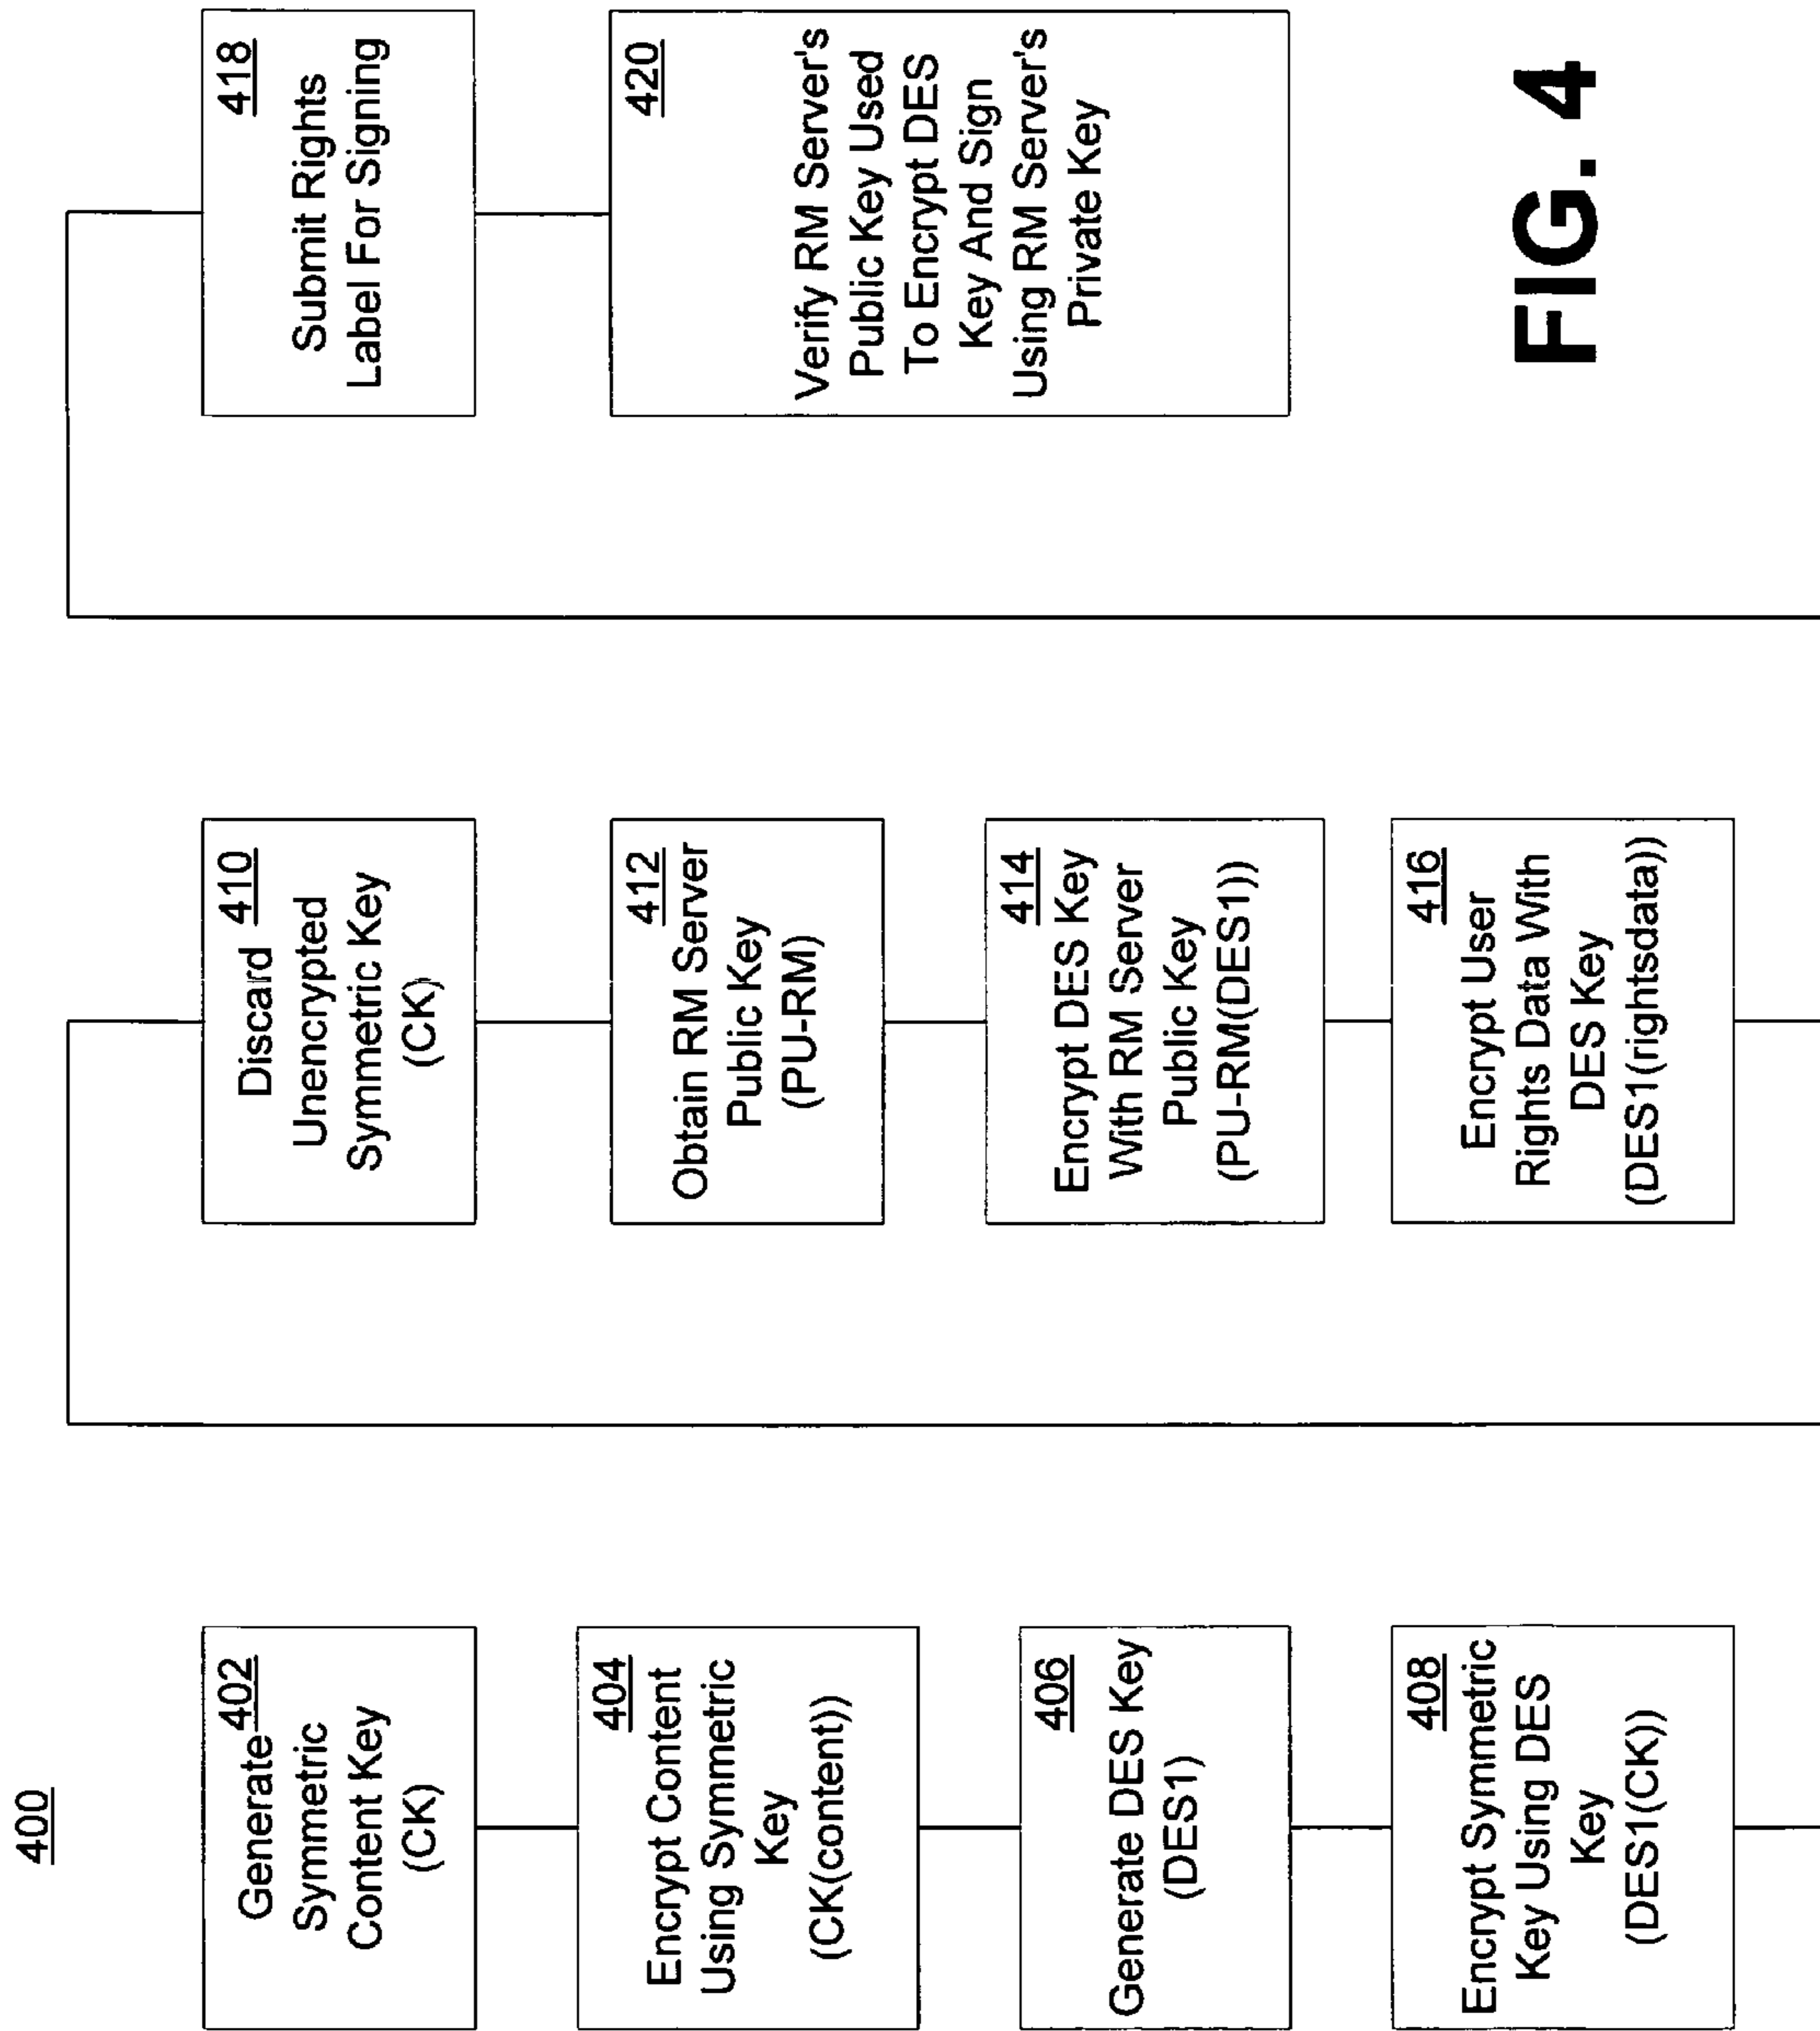 400
Generate 402
Symmetric
Content Key
(CK)
404
Encrypt Content
Using Symmetric
Key
(CK(content))
406
Generate DES Key
(DES1)
408
Encrypt Symmetric
Key Using DES
Key
(DES1(CK))
Discard 410
Unencrypted
Symmetric Key
(CK)
412
Obtain RM Server
Public Key
(PU-RM)
414
Encrypt DES Key
With RM Server
Public Key
(PU-RM(DES1))
416
Encrypt User
Rights Data With
DES Key
(DES1(rightsdata))
418
Submit Rights
Label For Signing
420
Verify RM Server's
Public Key Used
To Encrypt DES
Key And Sign
Using RM Server's
Private Key
FIG. 4